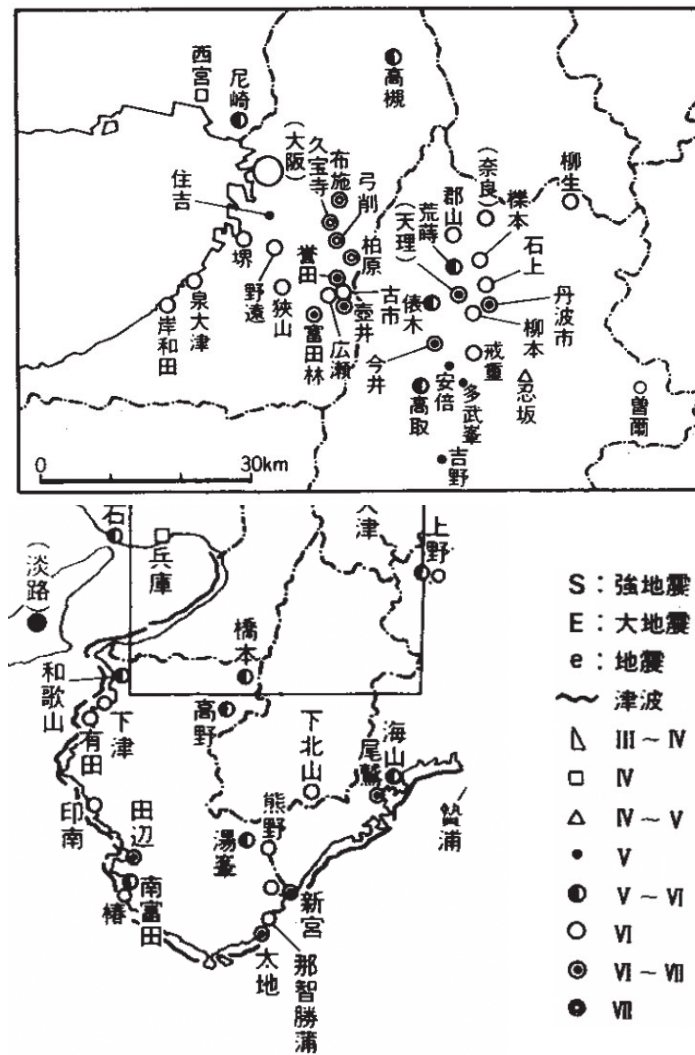 西宮
尼崎
高槻
(大阪)
久宝寺
布施
弓削
住吉
誉田
柏原
堺
野遠
狭山
富田林
広瀬
壺井
古市
泉大津
岸和田
(奈良)
郡山
荒蒔
(天理)
櫟本
柳生
石上
丹波市
柳本
俵木
今井
戒重
安倍
多武峯
高取
忍坂
吉野
曽爾
0
30km
石
兵庫
(淡路)
大津
上野
橋本
和歌山
下津
有田
高野
下北山
尾鷲
海山
贄浦
印南
田辺
南富田
椿
湯峯
熊野
新宮
那智勝浦
太地
S:強地震
E:大地震
e:地震
津波
III~IV
IV
IV~V
V
V~VI
VI
VI~VII
VII